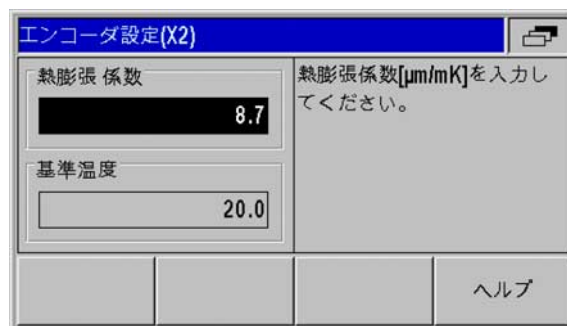 エンコーダ設定(X2)
熱膨張 係数
8.7
基準温度
20.0
熱膨張係数[µm/mK]を入力し
てください。
ヘルプ